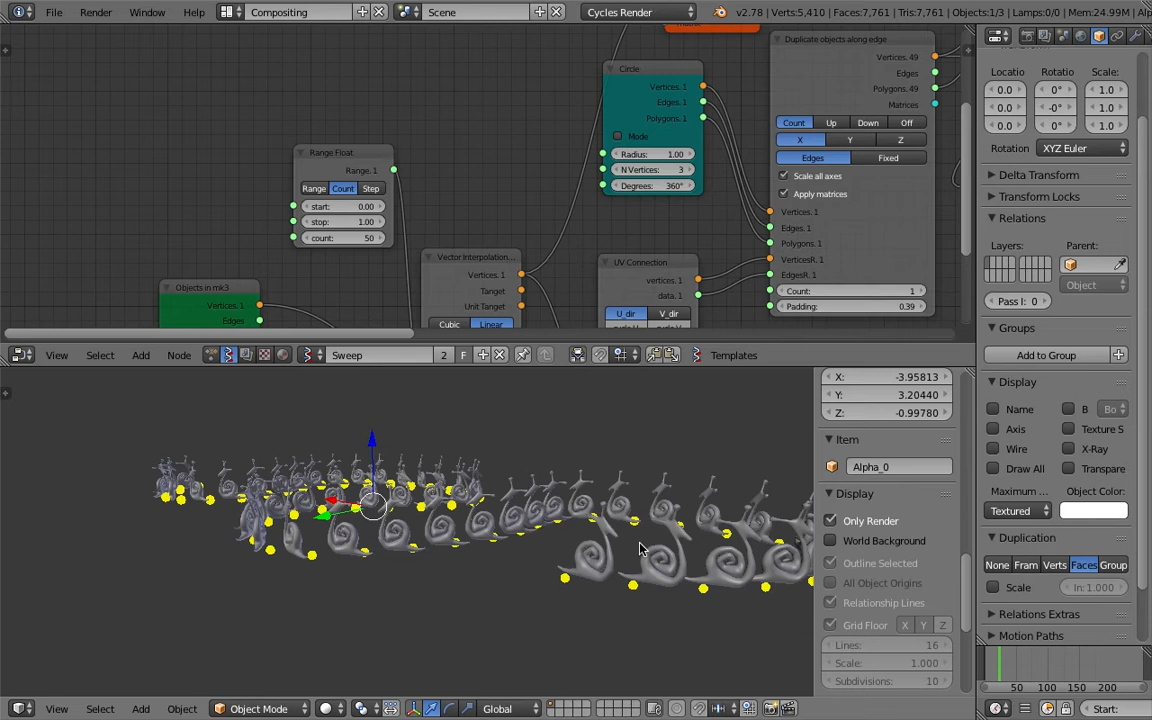 File Render Window Help Compositing Scene Cycles Render v2.78 | Verts:5,410 | Faces:7,761 | Tris:7,761 | Objects:1/3 | Lamps:0/0 | Mem:24.99M | Alp
Duplicate objects along edge
Vertices. 49
Edges
Polygons. 49
Matrices
Count Up Down Off
X Y Z
Edges Fixed
Scale all axes
Apply matrices
Vertices. 1
Edges. 1
Polygons. 1
VerticesR. 1
EdgesR. 1
Count: 1
Padding: 0.39
Circle
Vertices. 1
Edges. 1
Polygons. 1
Mode
Radius: 1.00
N Vertices: 3
Degrees: 360°
Range Float
Range. 1
Range Count Step
start: 0.00
stop: 1.00
count: 50
Vector Interpolation...
Vertices. 1
Tanget
Unit Tanget
Cubic Linear
UV Connection
vertices. 1
data. 1
U_dir V_dir
Objects in mk3
Vertices. 1
Edges
View Select Add Node Sweep 2 F Templates
X: -3.95813
Y: 3.20440
Z: -0.99780
Item
Alpha_0
Display
Only Render
World Background
Outline Selected
All Object Origins
Relationship Lines
Grid Floor X Y Z
Lines: 16
Scale: 1.000
Subdivisions: 10
View Select Add Object Object Mode Global
Locatio Rotatio Scale:
0.0 0° 1.0
0.0 -0° 1.0
0.0 0° 1.0
Rotation XYZ Euler
Delta Transform
Transform Locks
Relations
Layers: Parent:
Object
Pass I: 0
Groups
Add to Group
Display
Name B Bo
Axis Texture S
Wire X-Ray
Draw All Transpare
Maximum ... Object Color:
Textured
Duplication
None Fram Verts Faces Group
Scale In: 1.000
Relations Extras
Motion Paths
50 100 150 200
Start: